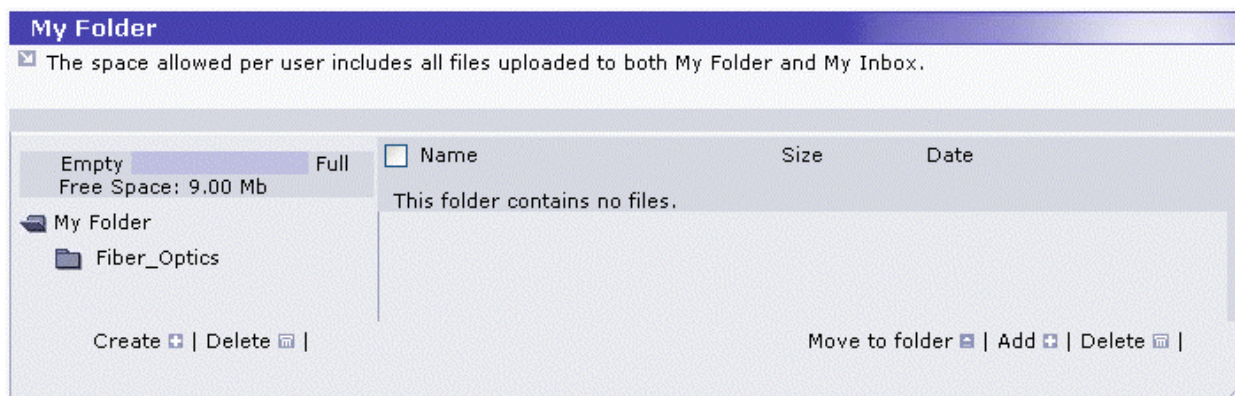 My Folder
The space allowed per user includes all files uploaded to both My Folder and My Inbox.
Empty Full
Free Space: 9.00 Mb
My Folder
Fiber_Optics
Create | Delete |
Name Size Date
This folder contains no files.
Move to folder | Add | Delete |